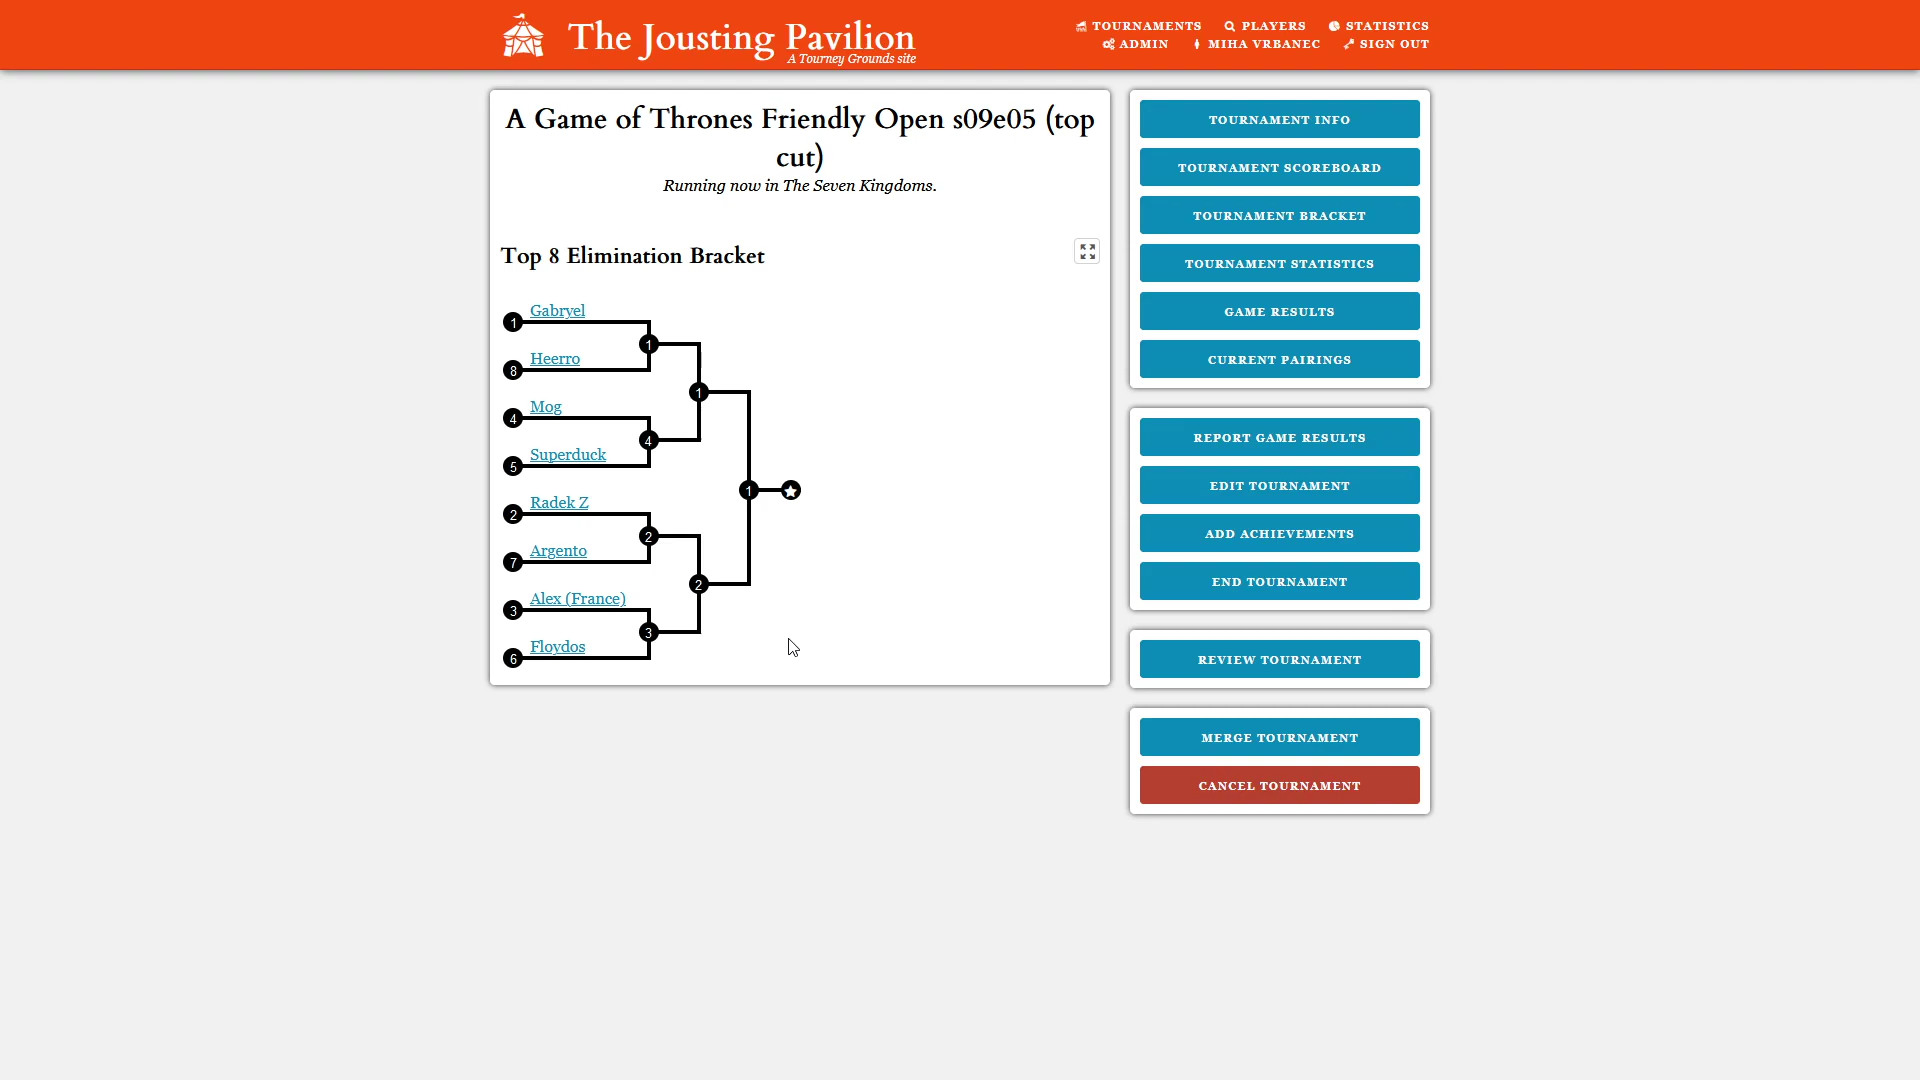 The Jousting Pavilion
A Tourney Grounds site
TOURNAMENTS PLAYERS STATISTICS
ADMIN MIHA VRBANEC SIGN OUT
A Game of Thrones Friendly Open s09e05 (top
cut)
Running now in The Seven Kingdoms.
Top 8 Elimination Bracket
1 Gabryel
8 Heerro
1
4 Mog
5 Superduck
4
1
2 Radek Z
7 Argento
2
3 Alex (France)
6 Floydos
3
2
1
TOURNAMENT INFO
TOURNAMENT SCOREBOARD
TOURNAMENT BRACKET
TOURNAMENT STATISTICS
GAME RESULTS
CURRENT PAIRINGS
REPORT GAME RESULTS
EDIT TOURNAMENT
ADD ACHIEVEMENTS
END TOURNAMENT
REVIEW TOURNAMENT
MERGE TOURNAMENT
CANCEL TOURNAMENT